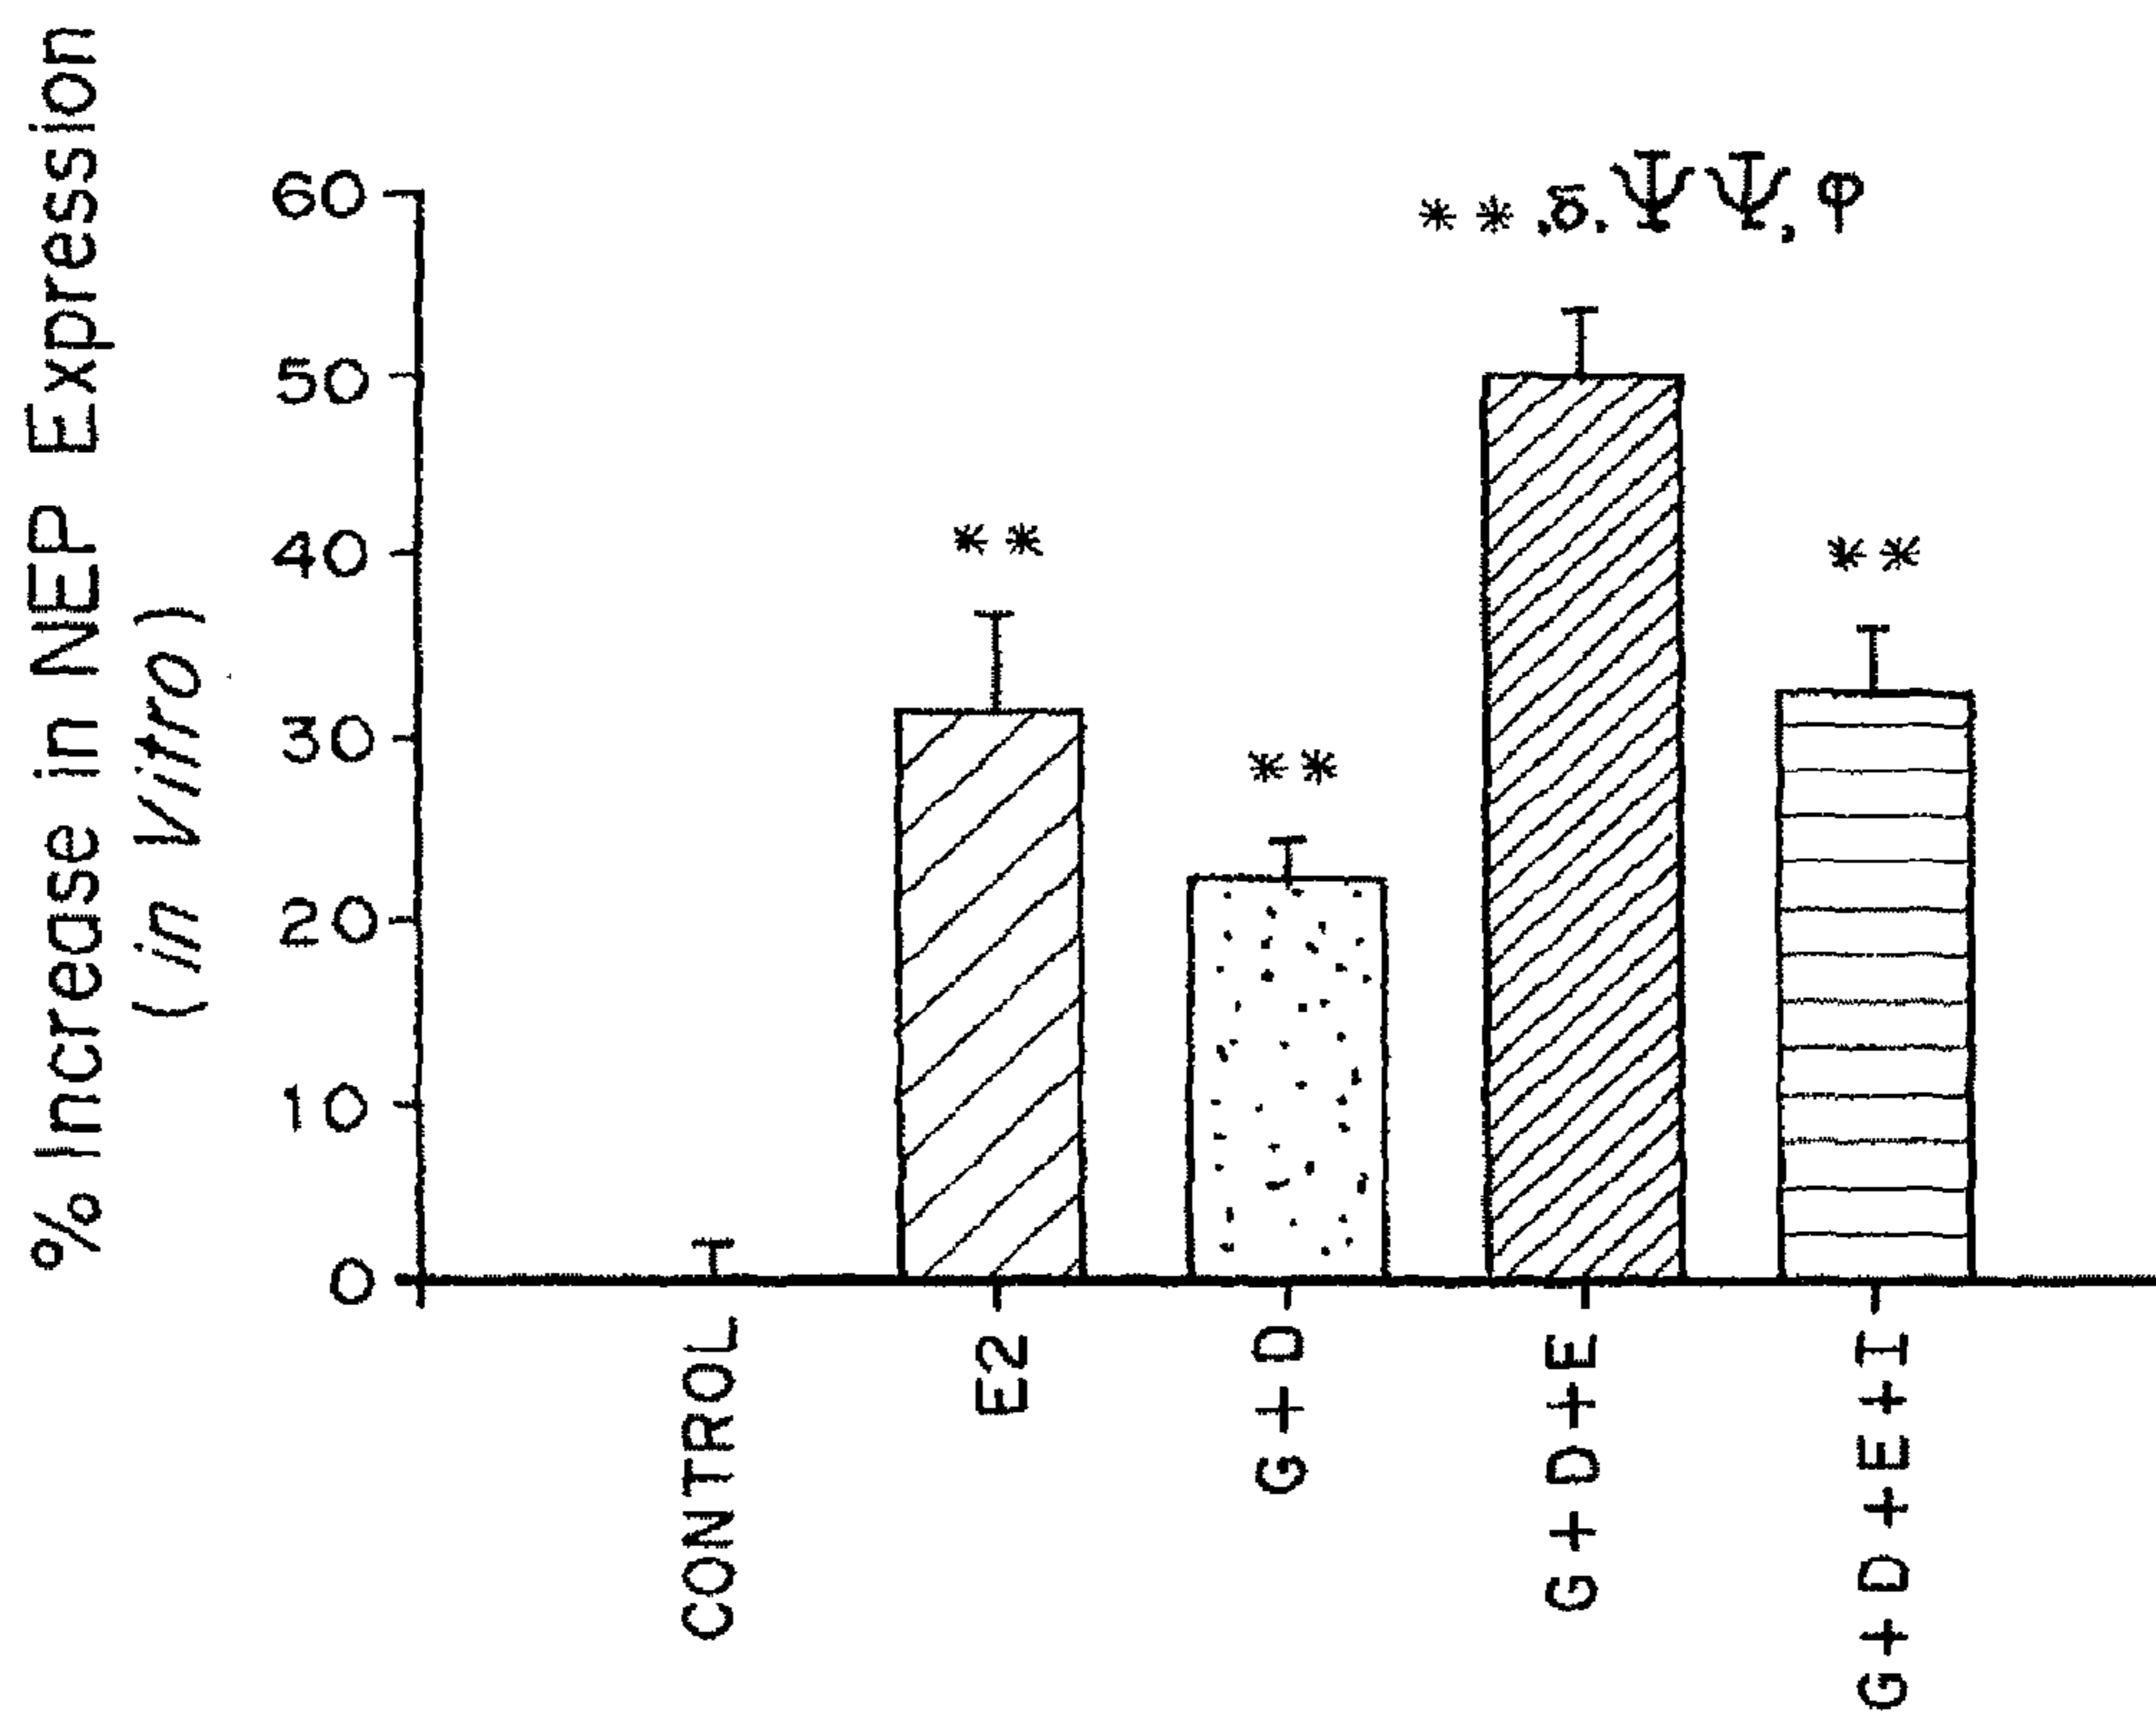 % Increase in NEP Expression
(in Vitro)
60
50
40
30
20
10
0
**,δ,ΨΨ,φ
**
**
**
CONTROL
E2
G+D
G+D+E
G+D+E+I